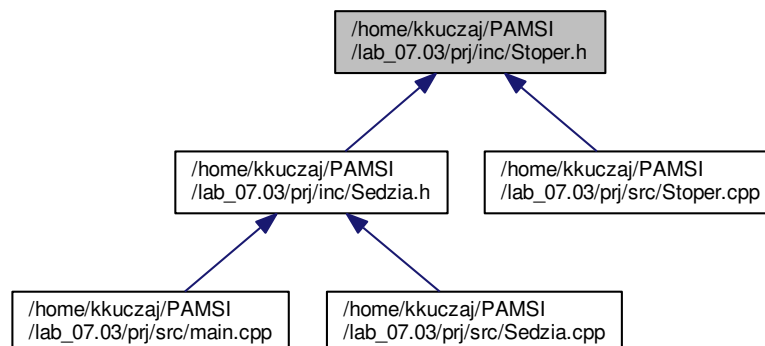 /home/kkuczaj/PAMSI
/lab_07.03/prj/inc/Stoper.h
/home/kkuczaj/PAMSI
/lab_07.03/prj/inc/Sedzia.h
/home/kkuczaj/PAMSI
/lab_07.03/prj/src/Stoper.cpp
/home/kkuczaj/PAMSI
/lab_07.03/prj/src/main.cpp
/home/kkuczaj/PAMSI
/lab_07.03/prj/src/Sedzia.cpp